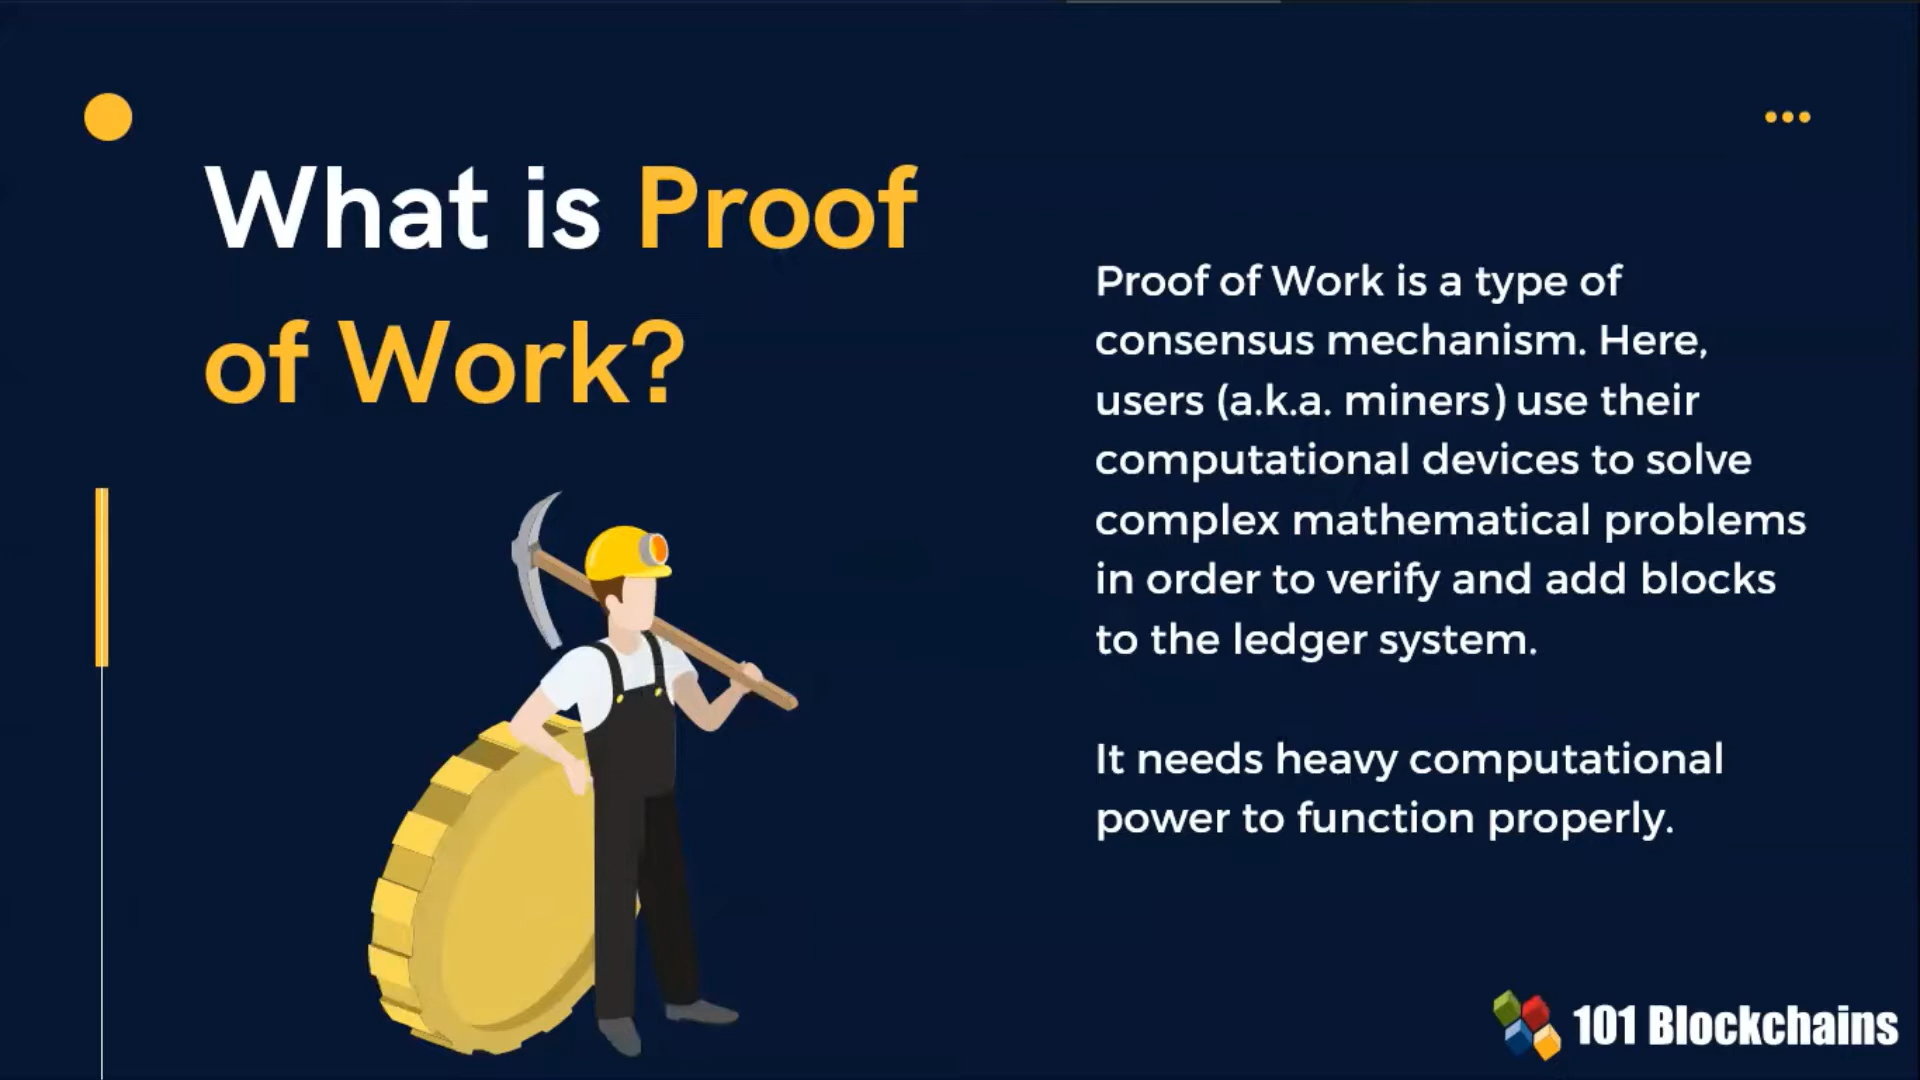 What is Proof
of Work?
Proof of Work is a type of
consensus mechanism. Here,
users (a.k.a. miners) use their
computational devices to solve
complex mathematical problems
in order to verify and add blocks
to the ledger system.
It needs heavy computational
power to function properly.
101 Blockchains